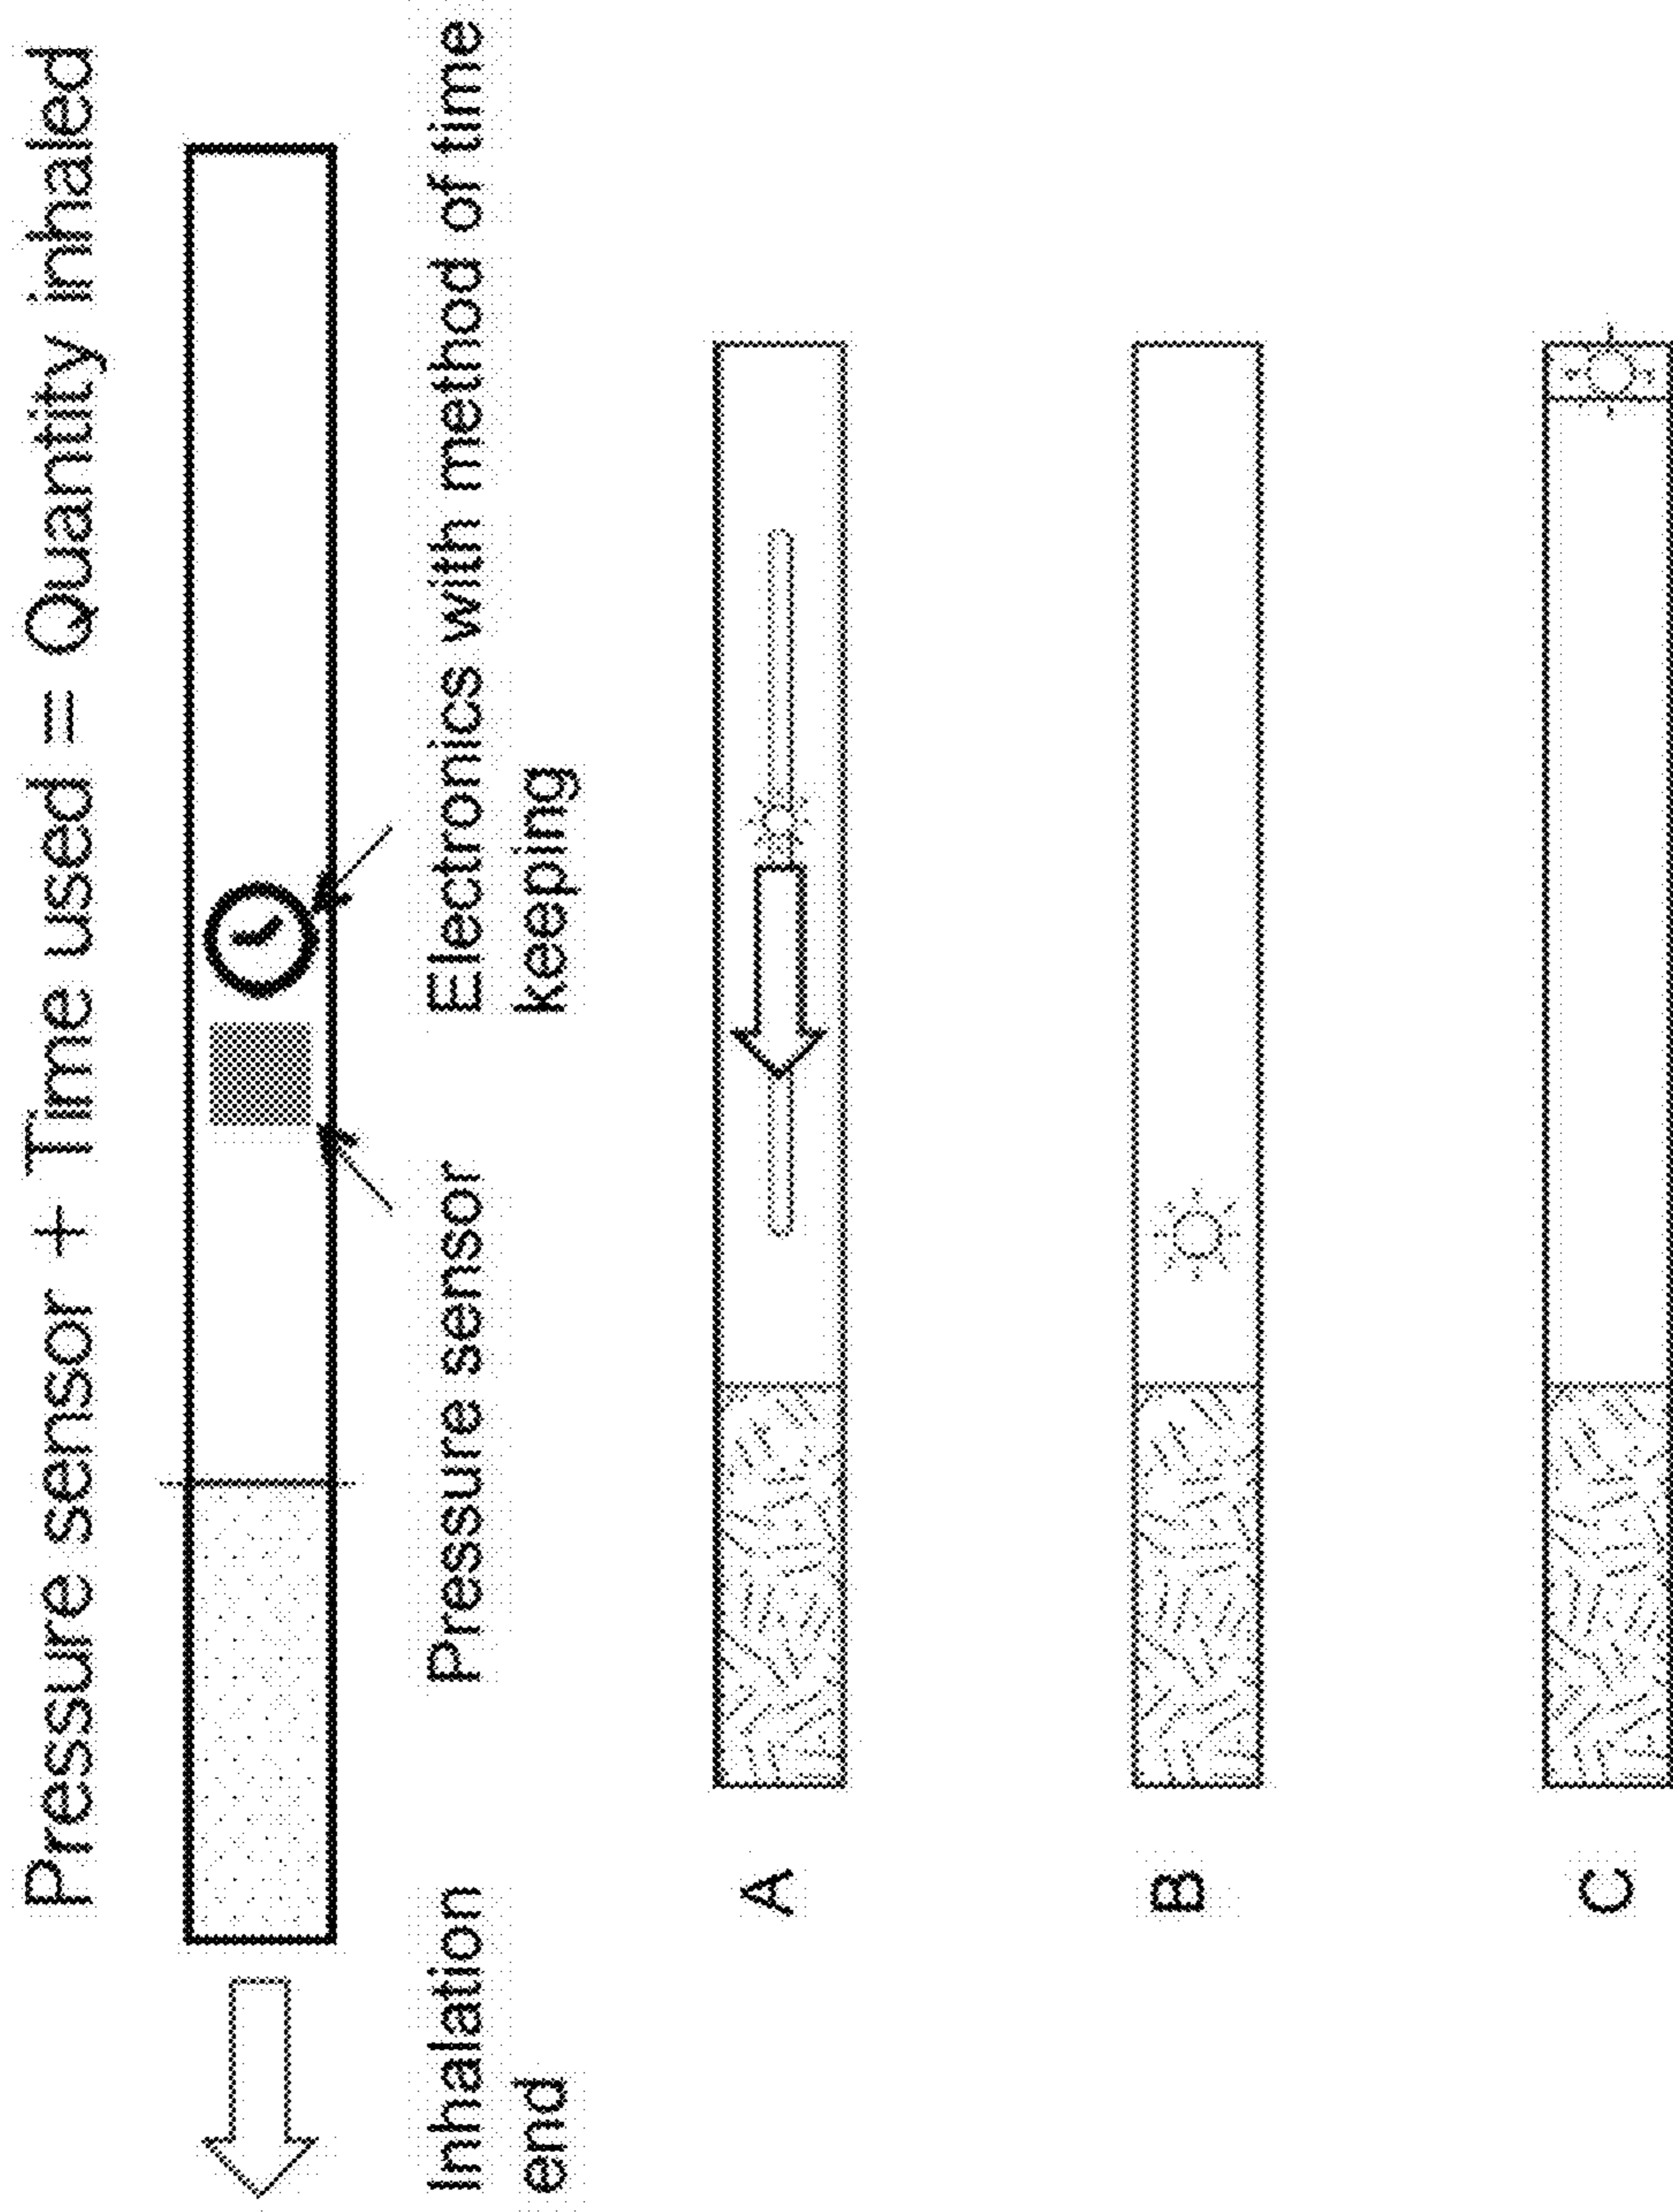 Pressure sensor + Time used = Quantity inhaled
Inhalation
end
Pressure sensor
Electronics with method of time
keeping
A
B
C